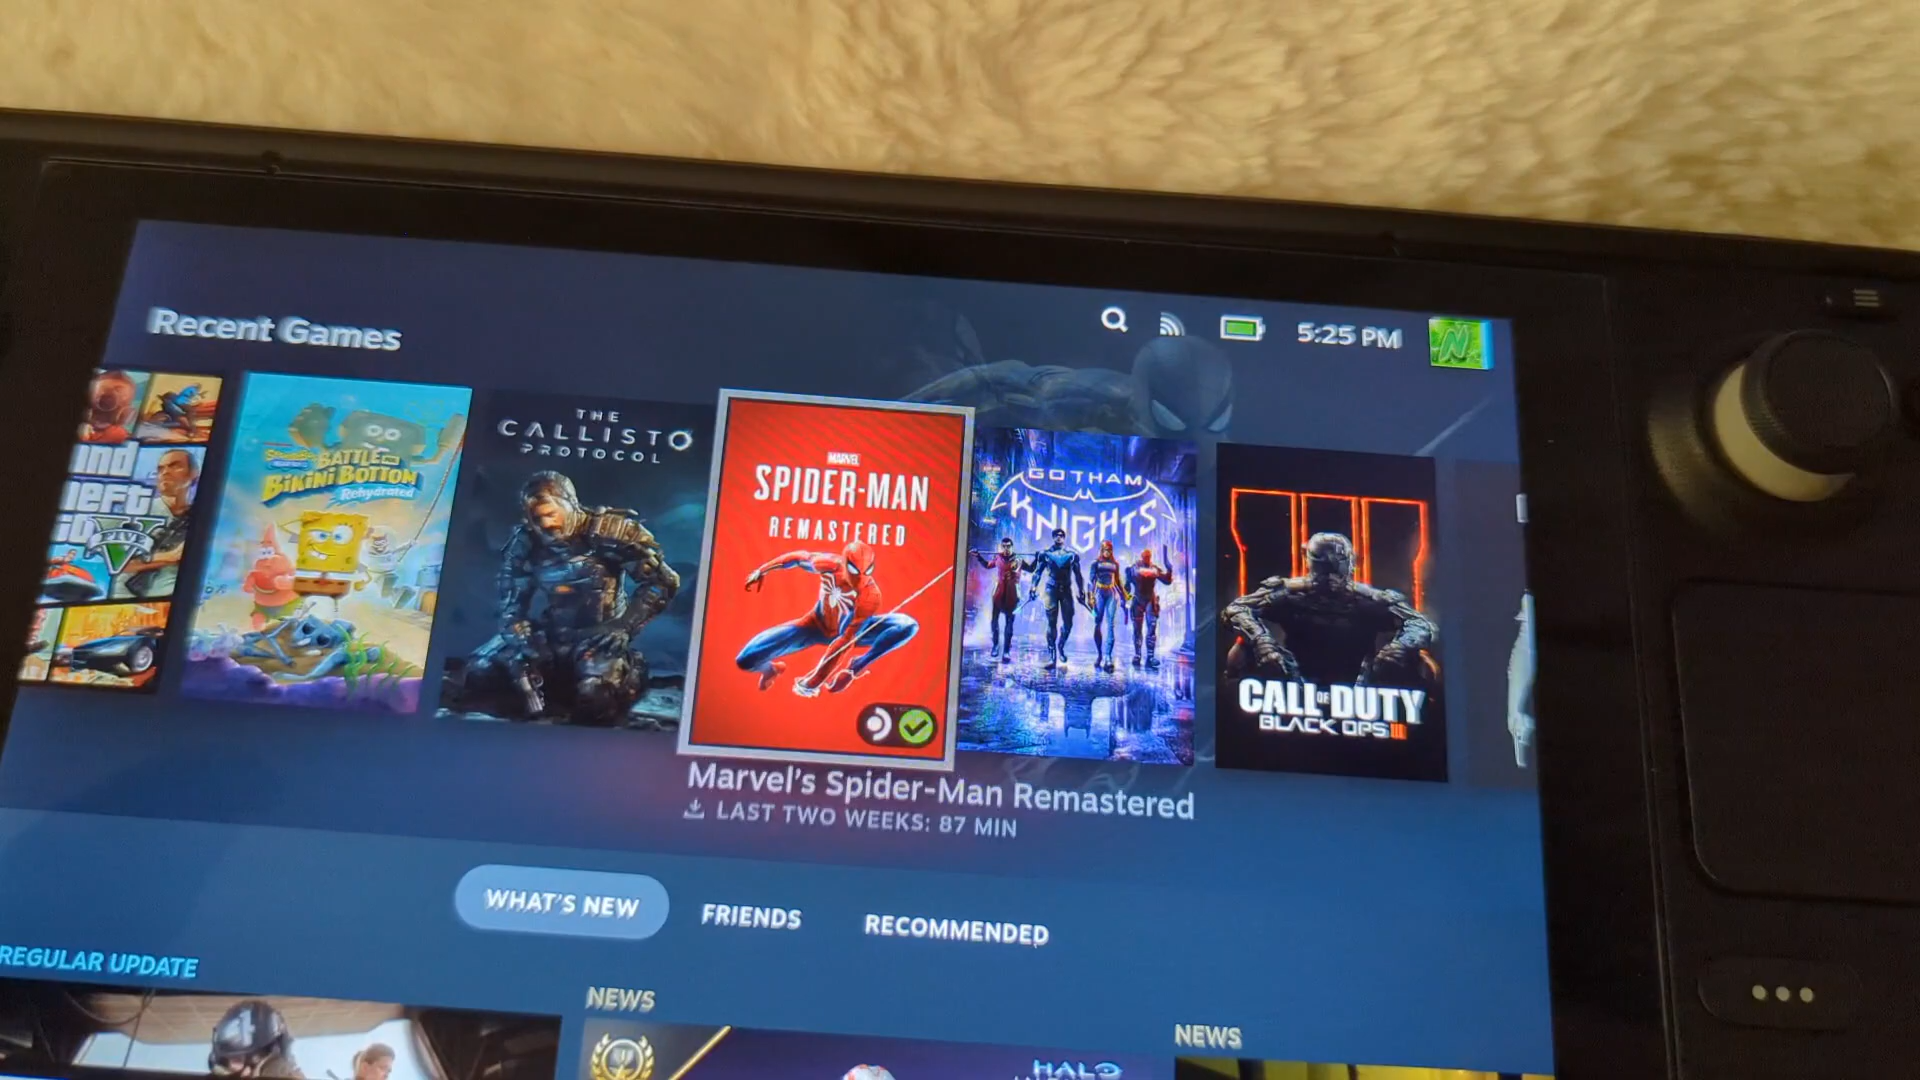 Recent Games
5:25 PM
N
FIVE
BATTLE
BIKINI BOTTOM
Rehydrated
THE
CALLISTO
PROTOCOL
MARVEL
SPIDER-MAN
REMASTERED
GOTHAM
KNIGHTS
III
CALL OF DUTY
BLACK OPS III
Marvel's Spider-Man Remastered
LAST TWO WEEKS: 87 MIN
WHAT'S NEW
FRIENDS
RECOMMENDED
REGULAR UPDATE
NEWS
NEWS
HALO